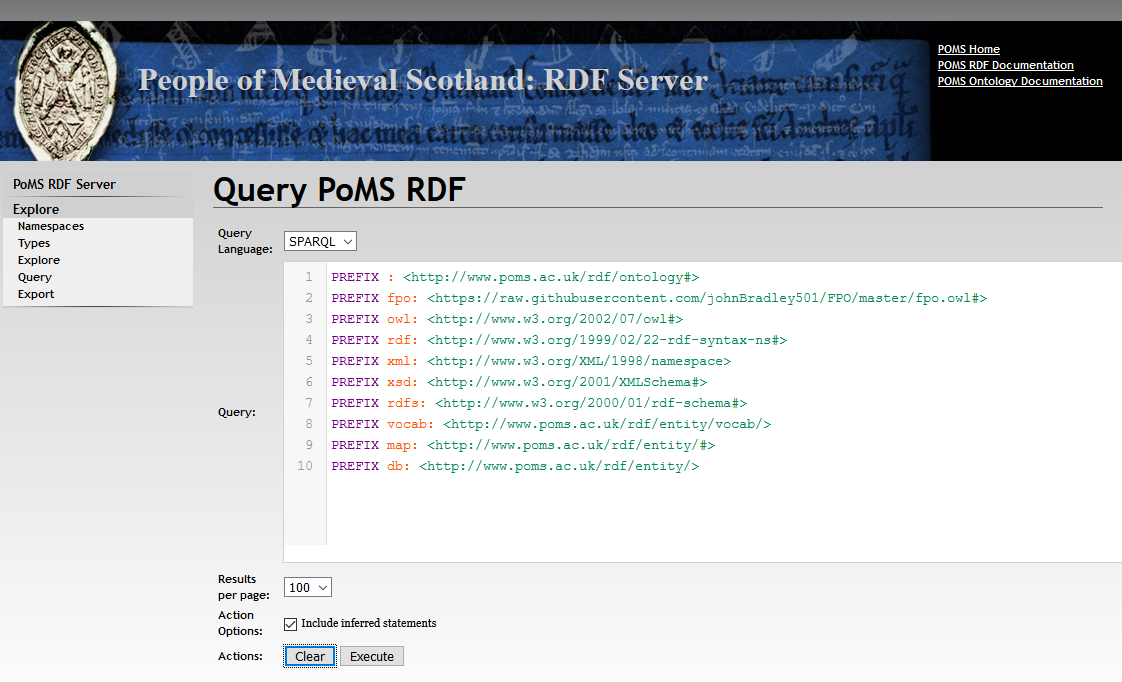 People of Medieval Scotland: RDF Server
POMS Home
POMS RDF Documentation
POMS Ontology Documentation
PoMS RDF Server
Explore
Namespaces
Types
Explore
Query
Export
Query PoMS RDF
Query
Language:
SPARQL
Query:
1 PREFIX : <http://www.poms.ac.uk/rdf/ontology#>
2 PREFIX fpo: <https://raw.githubusercontent.com/johnBradley501/FPO/master/fpo.owl#>
3 PREFIX owl: <http://www.w3.org/2002/07/owl#>
4 PREFIX rdf: <http://www.w3.org/1999/02/22-rdf-syntax-ns#>
5 PREFIX xml: <http://www.w3.org/XML/1998/namespace>
6 PREFIX xsd: <http://www.w3.org/2001/XMLSchema#>
7 PREFIX rdfs: <http://www.w3.org/2000/01/rdf-schema#>
8 PREFIX vocab: <http://www.poms.ac.uk/rdf/entity/vocab/>
9 PREFIX map: <http://www.poms.ac.uk/rdf/entity/#>
10 PREFIX db: <http://www.poms.ac.uk/rdf/entity/>
Results
per page:
100
Action
Options:
Include inferred statements
Actions:
Clear
Execute